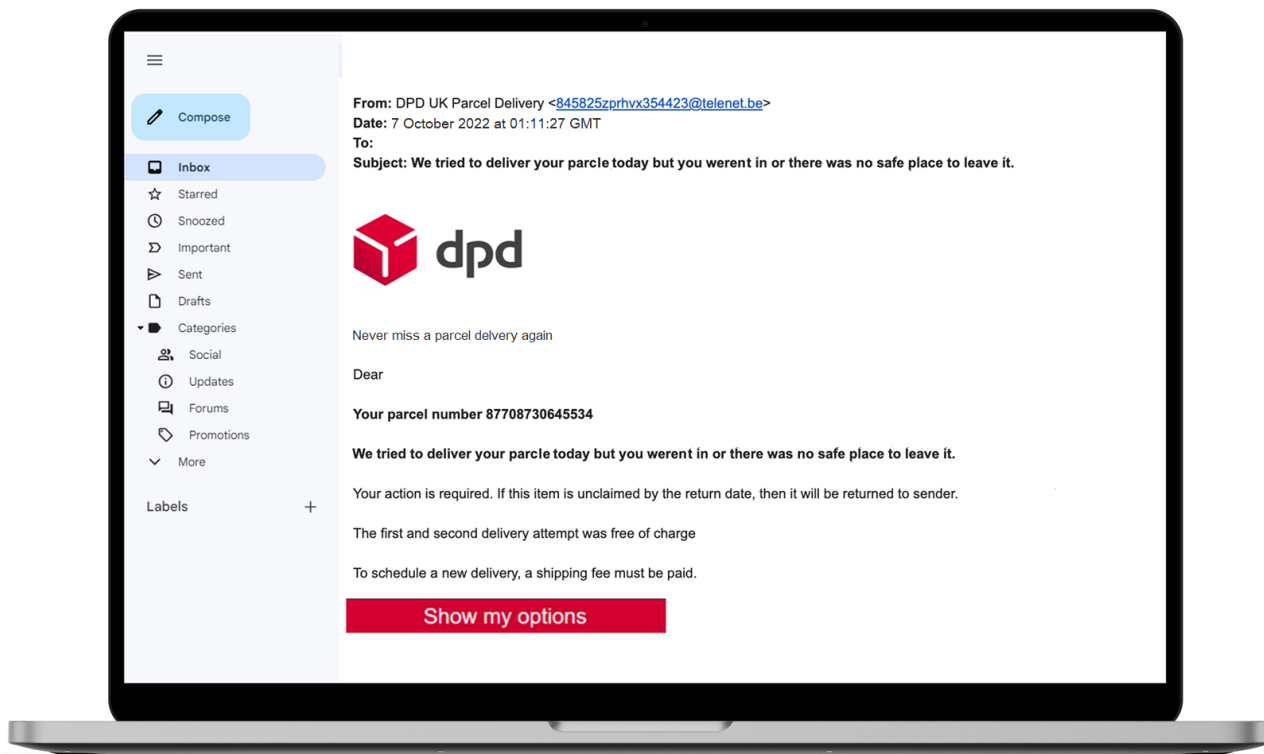 Compose
Inbox
Starred
Snoozed
Important
Sent
Drafts
Categories
Social
Updates
Forums
Promotions
More
Labels
From: DPD UK Parcel Delivery <845825zprhvx354423@telenet.be>
Date: 7 October 2022 at 01:11:27 GMT
To:
Subject: We tried to deliver your parcle today but you werent in or there was no safe place to leave it.
dpd
Never miss a parcel delvery again
Dear
Your parcel number 87708730645534
We tried to deliver your parcle today but you werent in or there was no safe place to leave it.
Your action is required. If this item is unclaimed by the return date, then it will be returned to sender.
The first and second delivery attempt was free of charge
To schedule a new delivery, a shipping fee must be paid.
Show my options